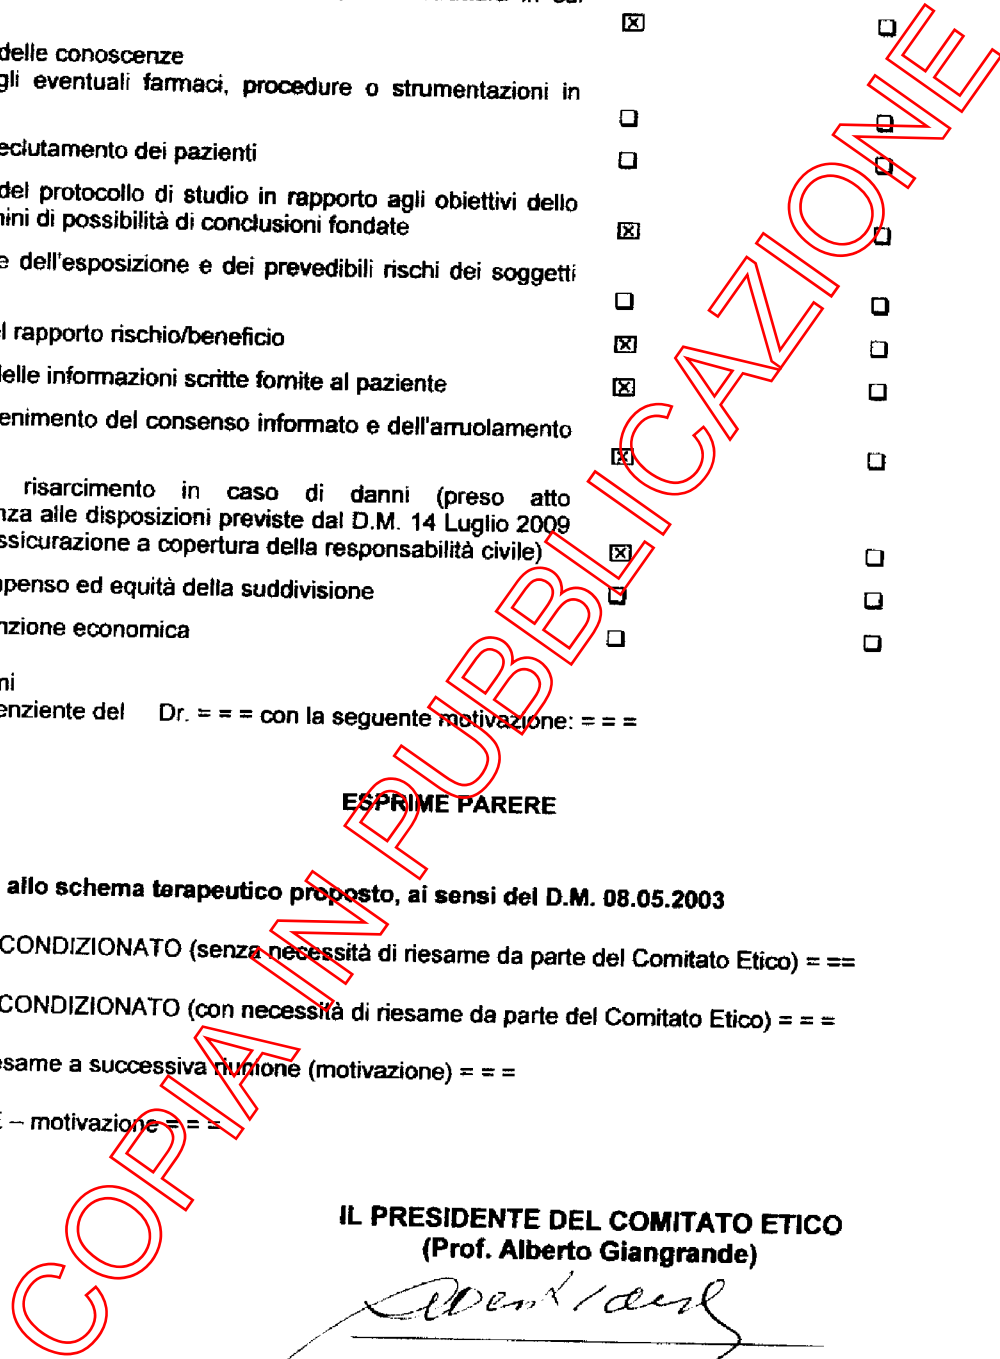 in cui
☒ ☐
delle conoscenze
gli eventuali farmaci, procedure o strumentazioni in
☐ ☐
eclutamento dei pazienti ☐ ☐
del protocollo di studio in rapporto agli obiettivi dello
nini di possibilità di conclusioni fondate ☒ ☐
e dell'esposizione e dei prevedibili rischi dei soggetti
☐ ☐
l rapporto rischio/beneficio ☒ ☐
delle informazioni scritte fornite al paziente ☒ ☐
enimento del consenso informato e dell'arruolamento
☒ ☐
risarcimento in caso di danni (preso atto
nza alle disposizioni previste dal D.M. 14 Luglio 2009
ssicurazione a copertura della responsabilità civile) ☒ ☐
npenso ed equità della suddivisione ☐ ☐
nzione economica ☐ ☐
ni
enziente del Dr. = = = con la seguente motivazione: = = =
ESPRIME PARERE
allo schema terapeutico proposto, ai sensi del D.M. 08.05.2003
CONDIZIONATO (senza necessità di riesame da parte del Comitato Etico) = ==
CONDIZIONATO (con necessità di riesame da parte del Comitato Etico) = = =
esame a successiva riunione (motivazione) = = =
E – motivazione = = =
IL PRESIDENTE DEL COMITATO ETICO
(Prof. Alberto Giangrande)
COPIA IN PUBBLICAZIONE